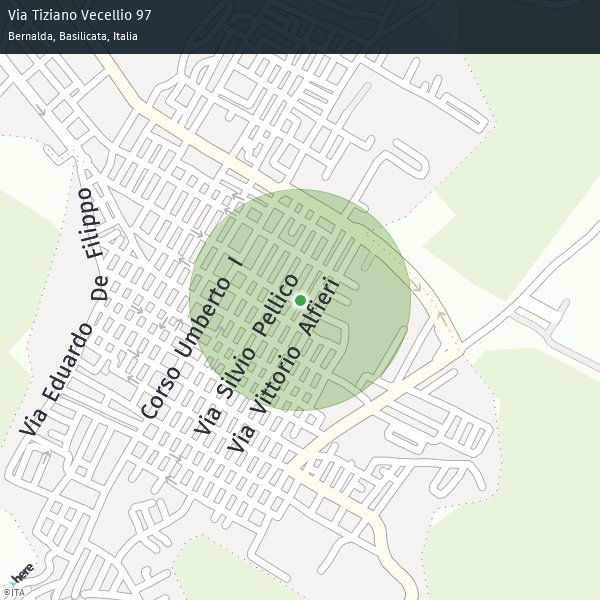 Via Tiziano Vecellio 97
Bernalda, Basilicata, Italia
Via Eduardo De Filippo
Corso Umberto I
Via Silvio Pellico
Via Vittorio Alfieri
here
©ITA